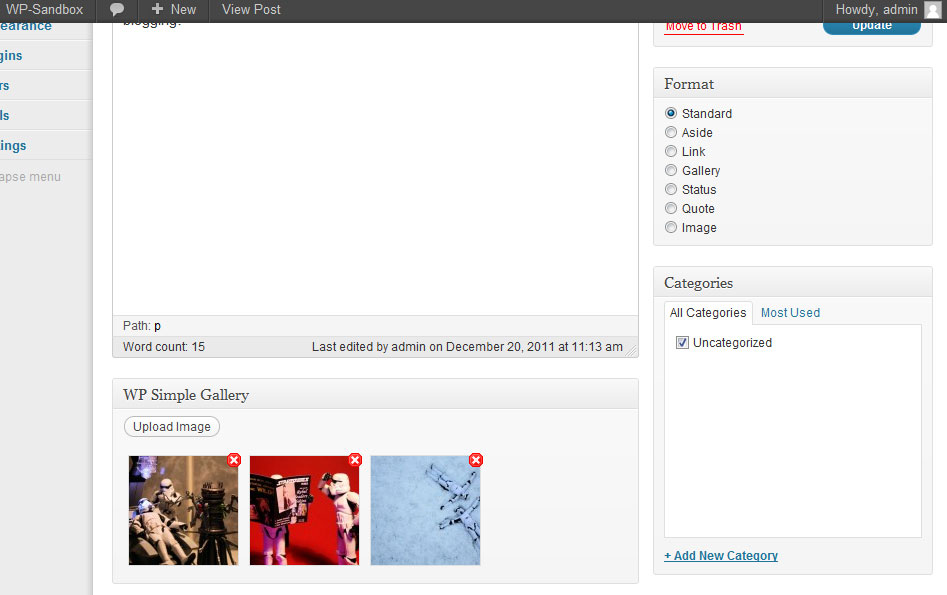 WP-Sandbox
New
View Post
Howdy, admin
earance
gins
rs
ls
ings
apse menu
blogging!
Path: p
Word count: 15
Last edited by admin on December 20, 2011 at 11:13 am
WP Simple Gallery
Upload Image
Move to Trash
Update
Format
Standard
Aside
Link
Gallery
Status
Quote
Image
Categories
All Categories
Most Used
Uncategorized
+ Add New Category